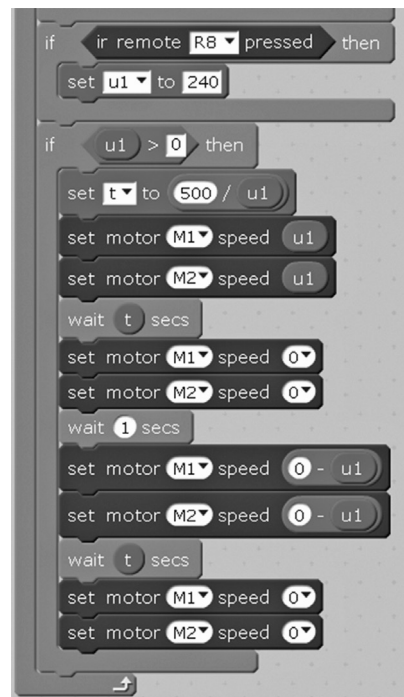 if ir remote R8 pressed then
set u1 to 240
if u1 > 0 then
set t to 500 / u1
set motor M1 speed u1
set motor M2 speed u1
wait t secs
set motor M1 speed 0
set motor M2 speed 0
wait 1 secs
set motor M1 speed 0 - u1
set motor M2 speed 0 - u1
wait t secs
set motor M1 speed 0
set motor M2 speed 0